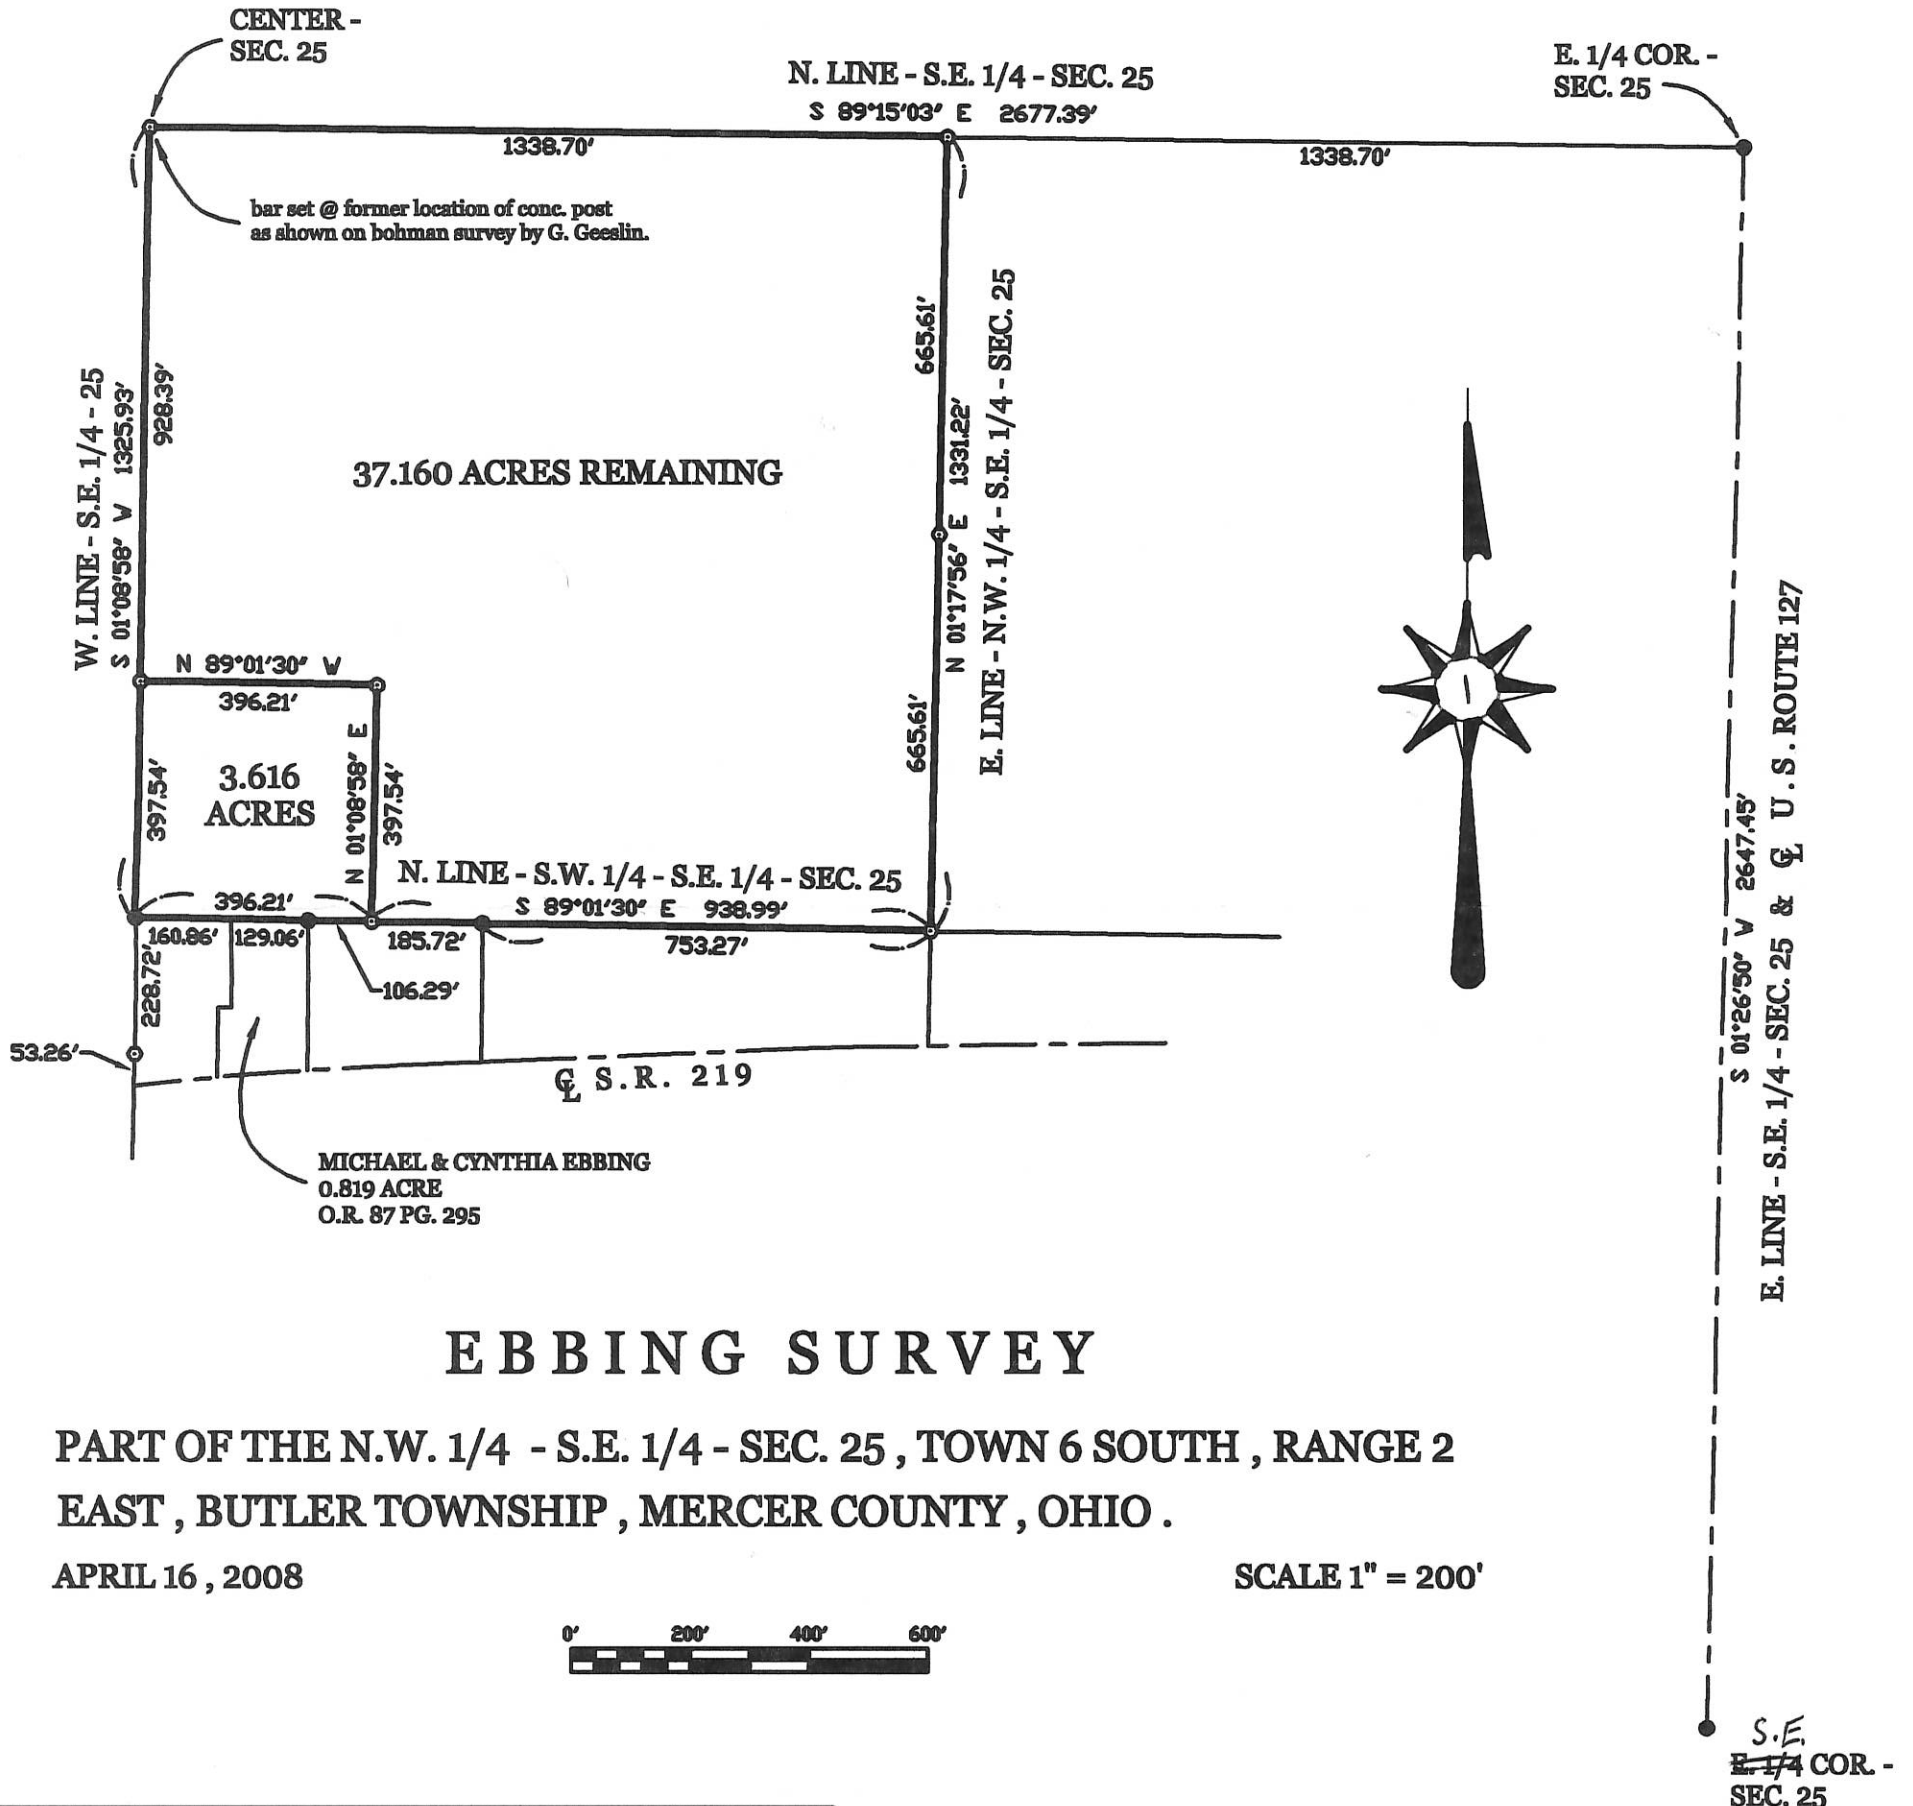 CENTER -
SEC. 25
N. LINE - S.E. 1/4 - SEC. 25
S 89°15'03" E 2677.39'
E. 1/4 COR. -
SEC. 25
1338.70'
1338.70'
bar set @ former location of conc. post
as shown on bohman survey by G. Geeslin.
W. LINE - S.E. 1/4 - 25
S 01°08'58" W 1325.93'
928.39'
37.160 ACRES REMAINING
665.61'
N 01°17'56" E 1331.22'
E. LINE - N.W. 1/4 - S.E. 1/4 - SEC. 25
665.61'
N 89°01'30" W
396.21'
3.616
ACRES
397.54'
N 01°08'58" E
397.54'
N. LINE - S.W. 1/4 - S.E. 1/4 - SEC. 25
396.21'
S 89°01'30" E 938.99'
160.86'
129.06'
185.72'
753.27'
228.72'
106.29'
53.26'
℄ S.R. 219
S 01°26'50" W 2647.45'
E. LINE - S.E. 1/4 - SEC. 25 & ℄ U.S. ROUTE 127
MICHAEL & CYNTHIA EBBING
0.819 ACRE
O.R. 87 PG. 295
EBBING SURVEY
PART OF THE N.W. 1/4 - S.E. 1/4 - SEC. 25 , TOWN 6 SOUTH , RANGE 2
EAST , BUTLER TOWNSHIP , MERCER COUNTY , OHIO .
APRIL 16 , 2008
SCALE 1" = 200'
0' 200' 400' 600'
S.E.
E. 1/4 COR. -
SEC. 25